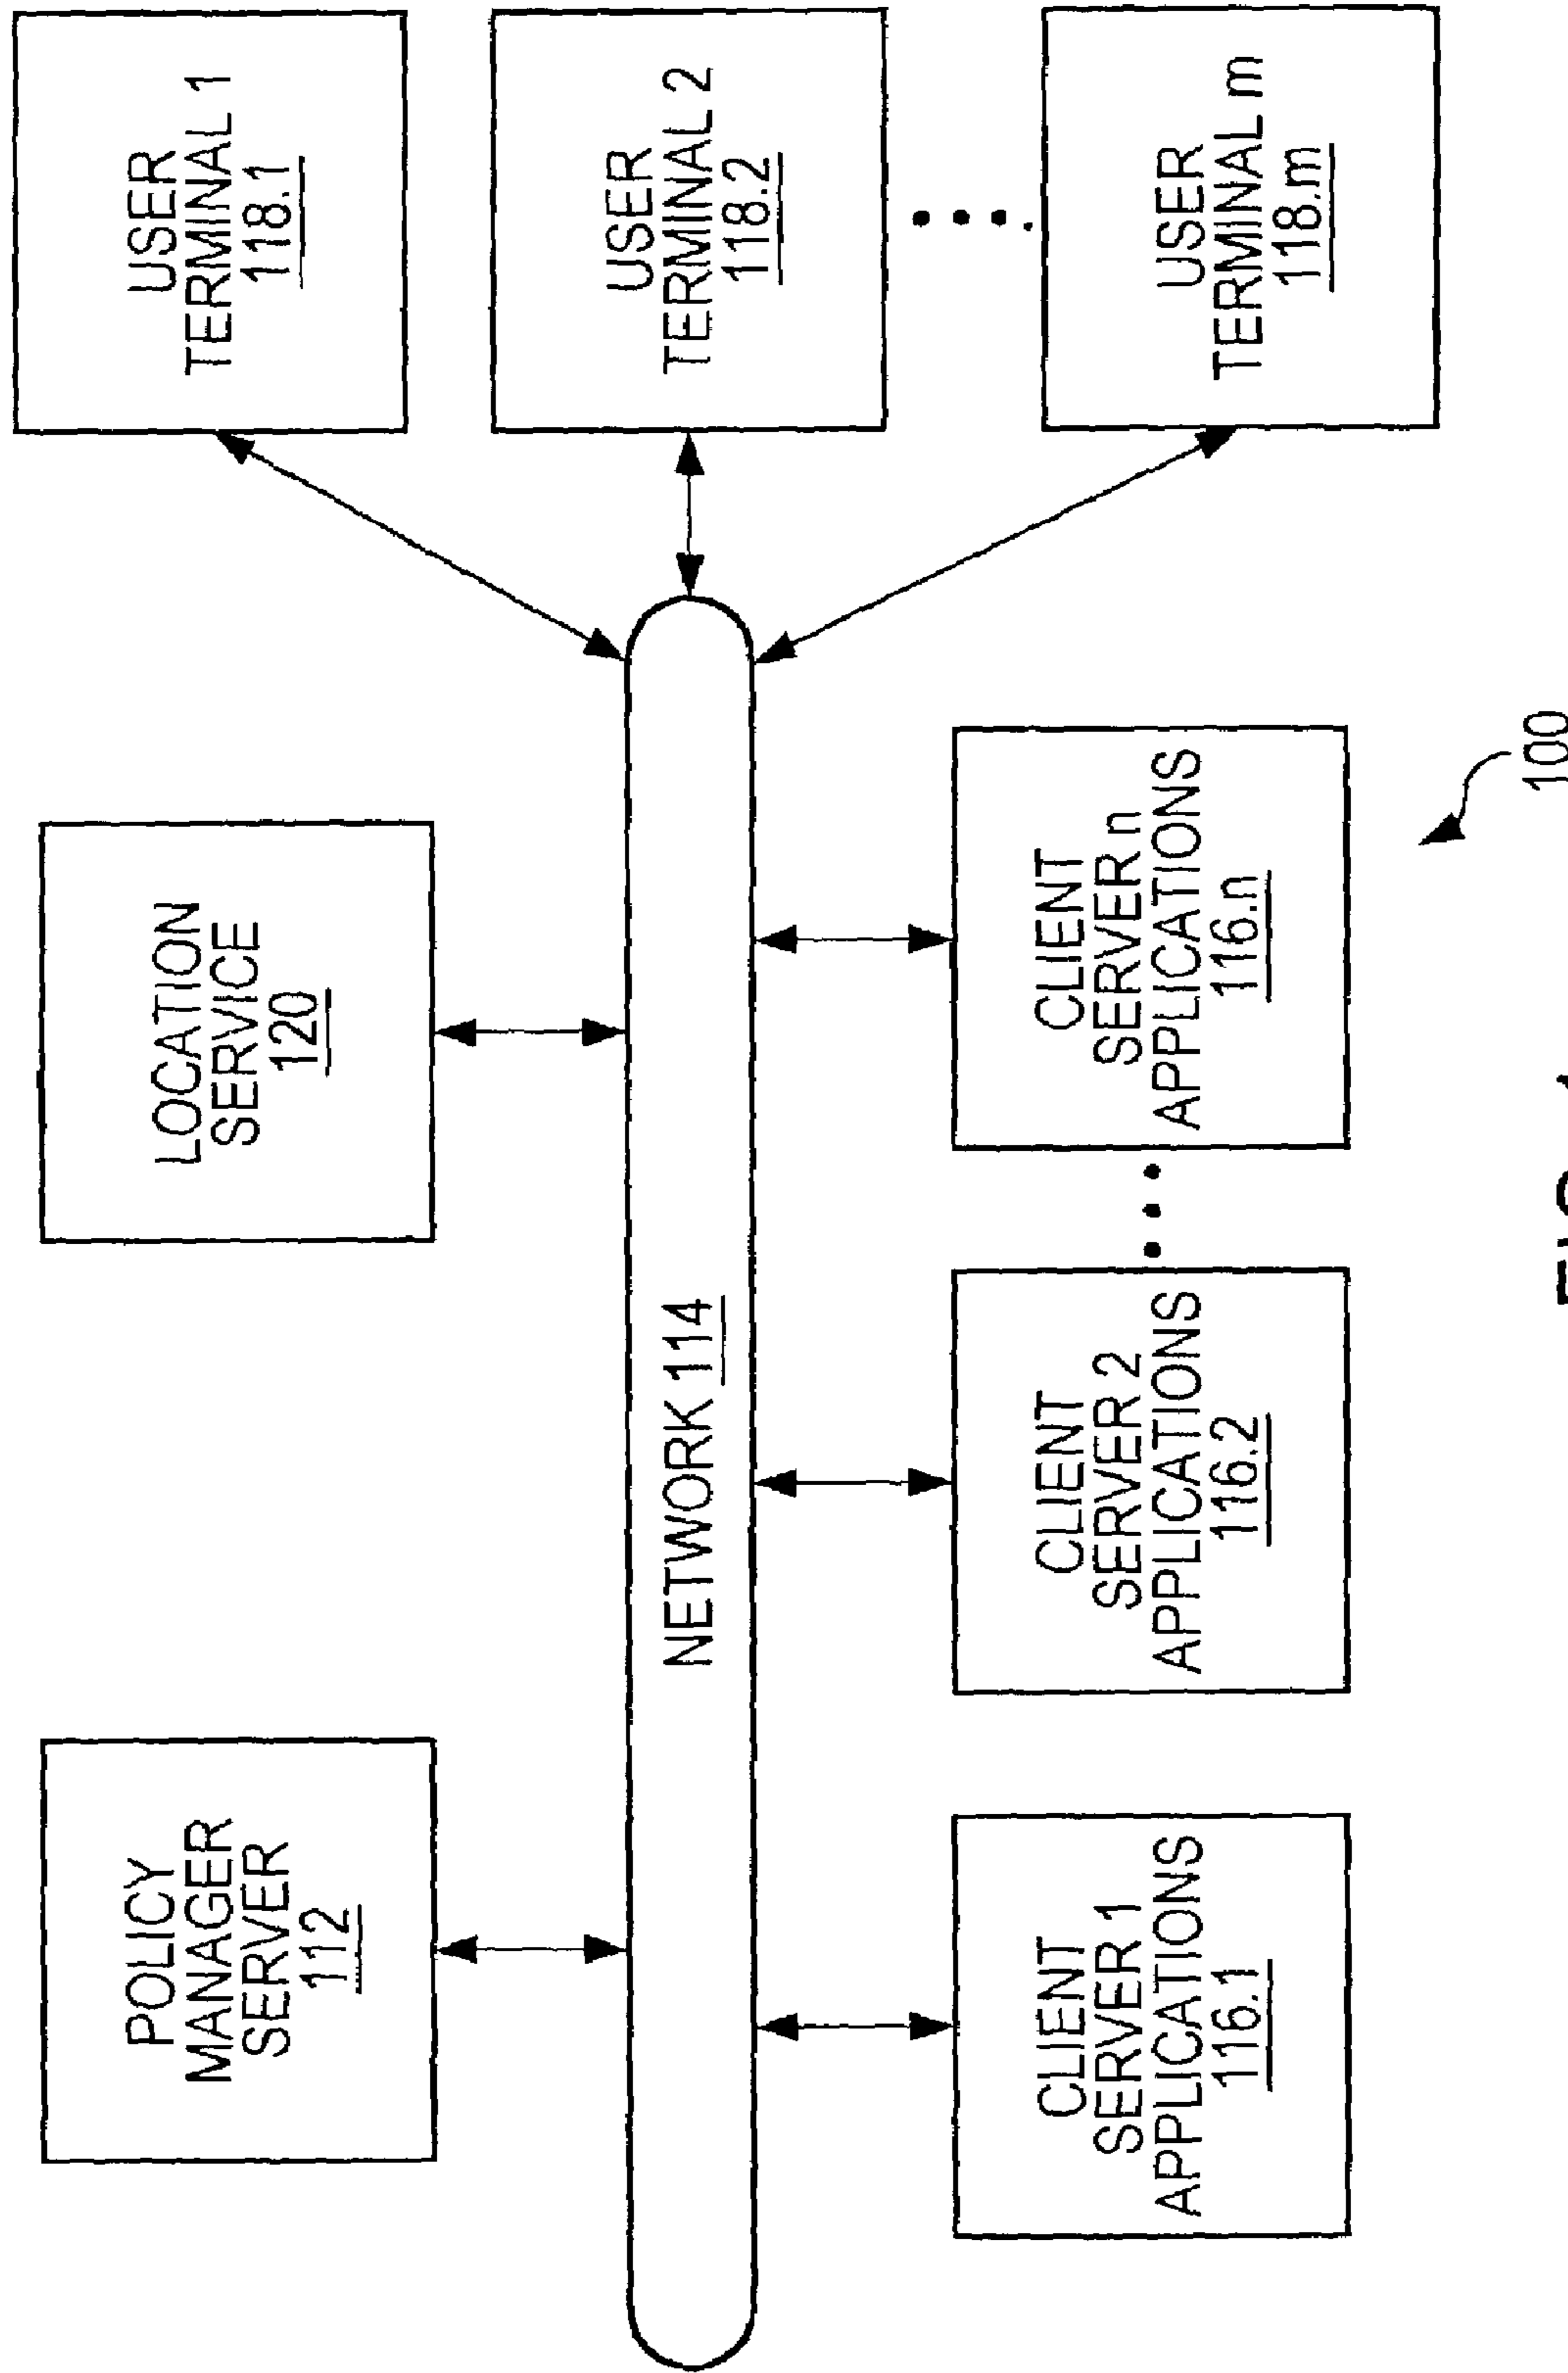 POLICY
MANAGER
SERVER
112
LOCATION
SERVICE
120
USER
TERMINAL 1
118.1
USER
TERMINAL 2
118.2
USER
TERMINAL m
118.m
NETWORK 114
CLIENT
SERVER 1
APPLICATIONS
116.1
CLIENT
SERVER 2
APPLICATIONS
116.2
CLIENT
SERVER n
APPLICATIONS
116.n
100